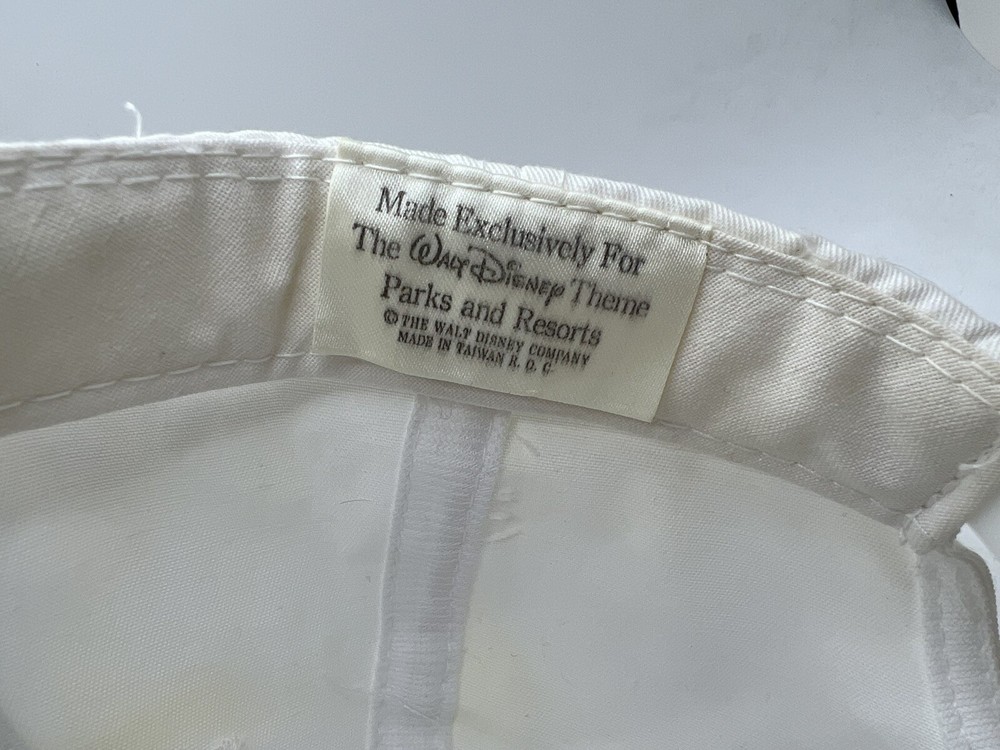 Made Exclusively For
The Walt Disney Theme
Parks and Resorts
© THE WALT DISNEY COMPANY
MADE IN TAIWAN R. O. C.